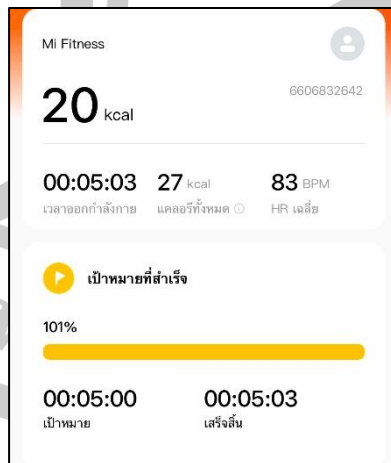 Mi Fitness
20 kcal
6606832642
00:05:03 27 kcal 83 BPM
เวลาออกกำลังกาย แคลอรีทั้งหมด HR เฉลี่ย
เป้าหมายที่สำเร็จ
101%
00:05:00 00:05:03
เป้าหมาย เสร็จสิ้น